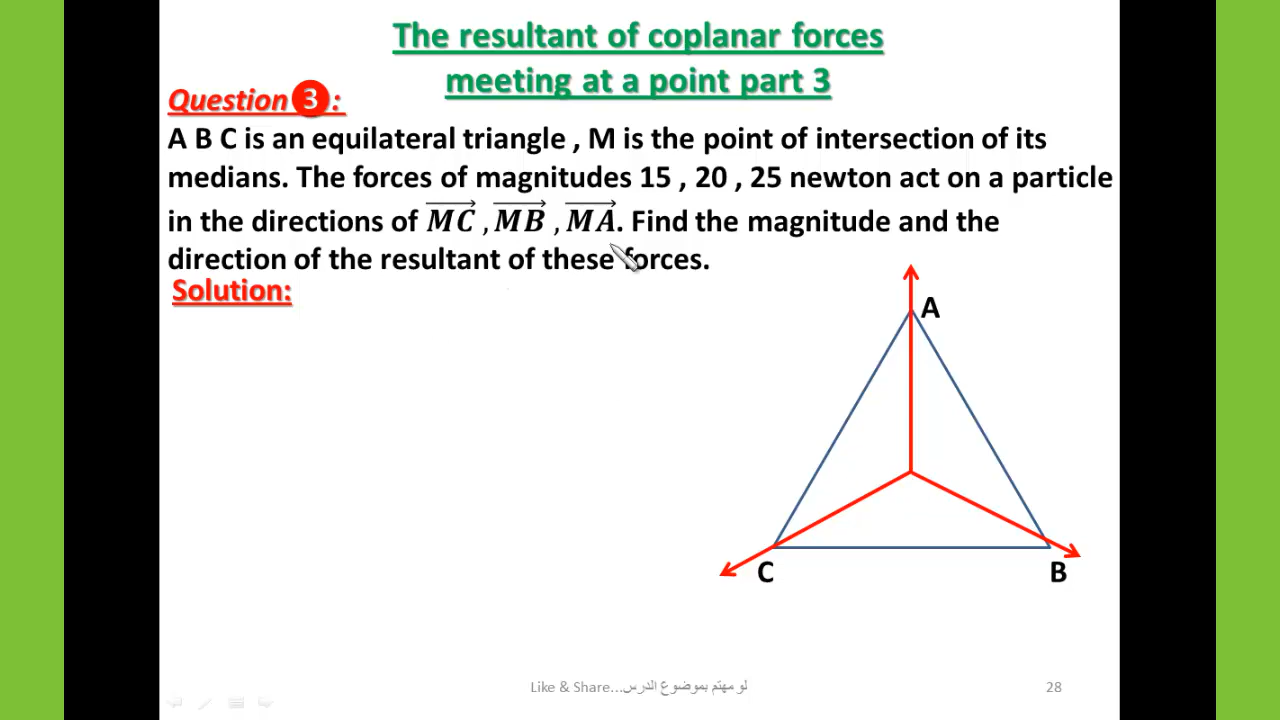 The resultant of coplanar forces
meeting at a point part 3
Question 3 :
A B C is an equilateral triangle , M is the point of intersection of its
medians. The forces of magnitudes 15 , 20 , 25 newton act on a particle
in the directions of MC⃗ , MB⃗ , MA⃗. Find the magnitude and the
direction of the resultant of these forces.
Solution:
A
C
B
Like & Share...لو مهتم بموضوع الدرس
28